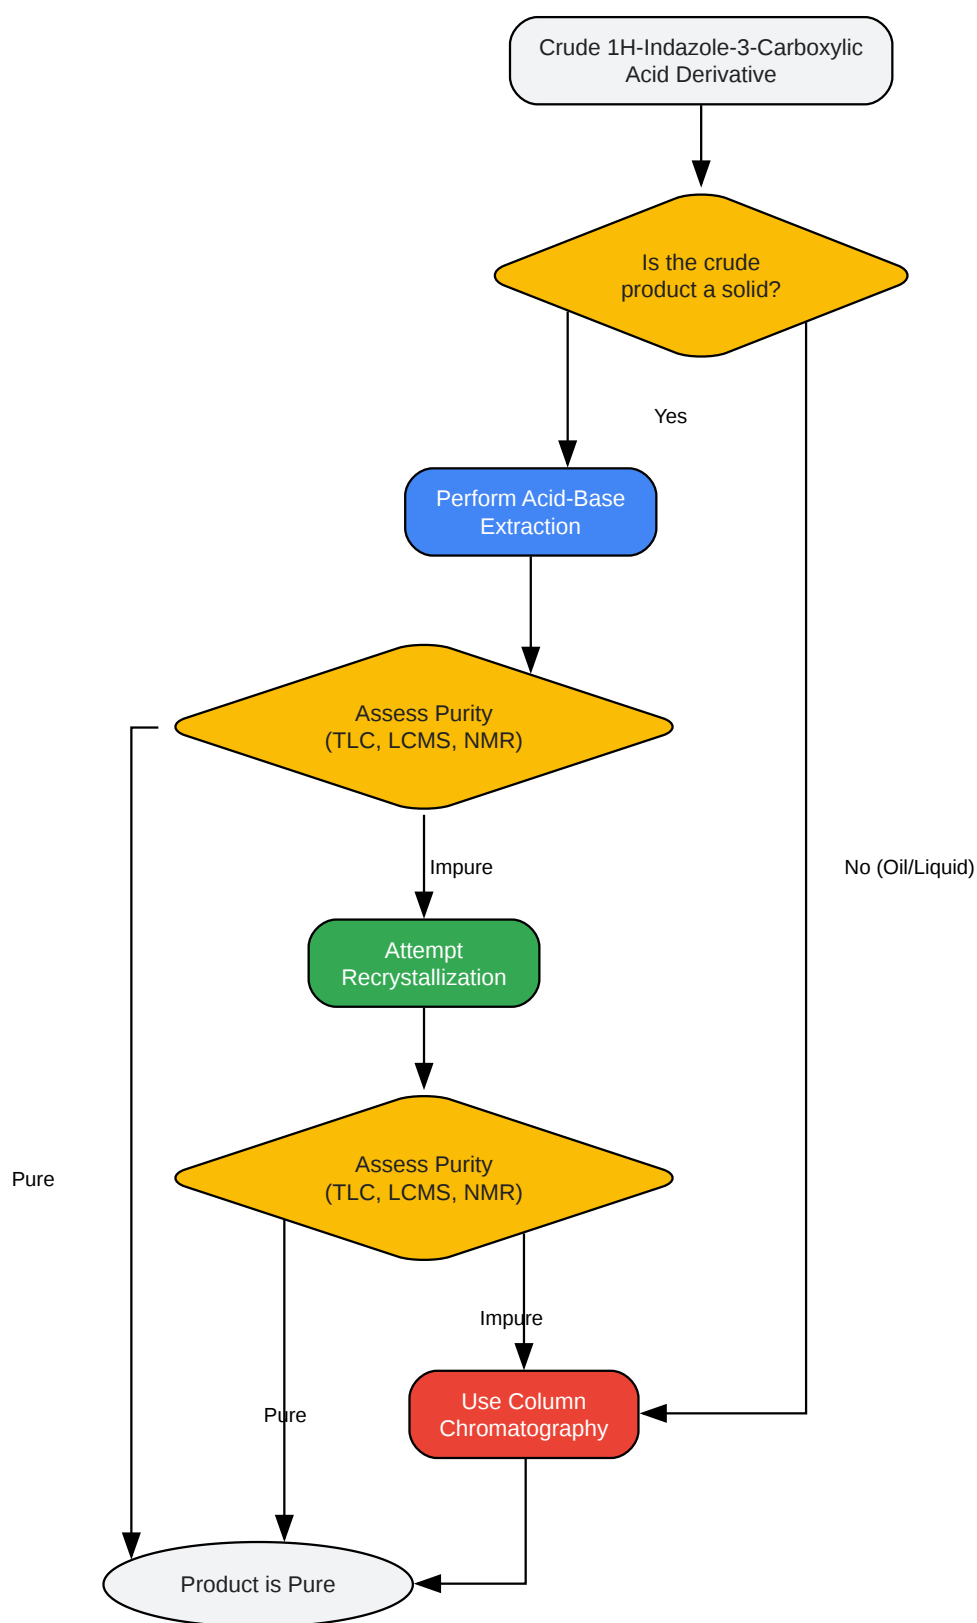 Crude 1H-Indazole-3-Carboxylic
Acid Derivative
Is the crude
product a solid?
Yes
Perform Acid-Base
Extraction
Assess Purity
(TLC, LCMS, NMR)
Impure
No (Oil/Liquid)
Attempt
Recrystallization
Assess Purity
(TLC, LCMS, NMR)
Pure
Impure
Use Column
Chromatography
Pure
Product is Pure